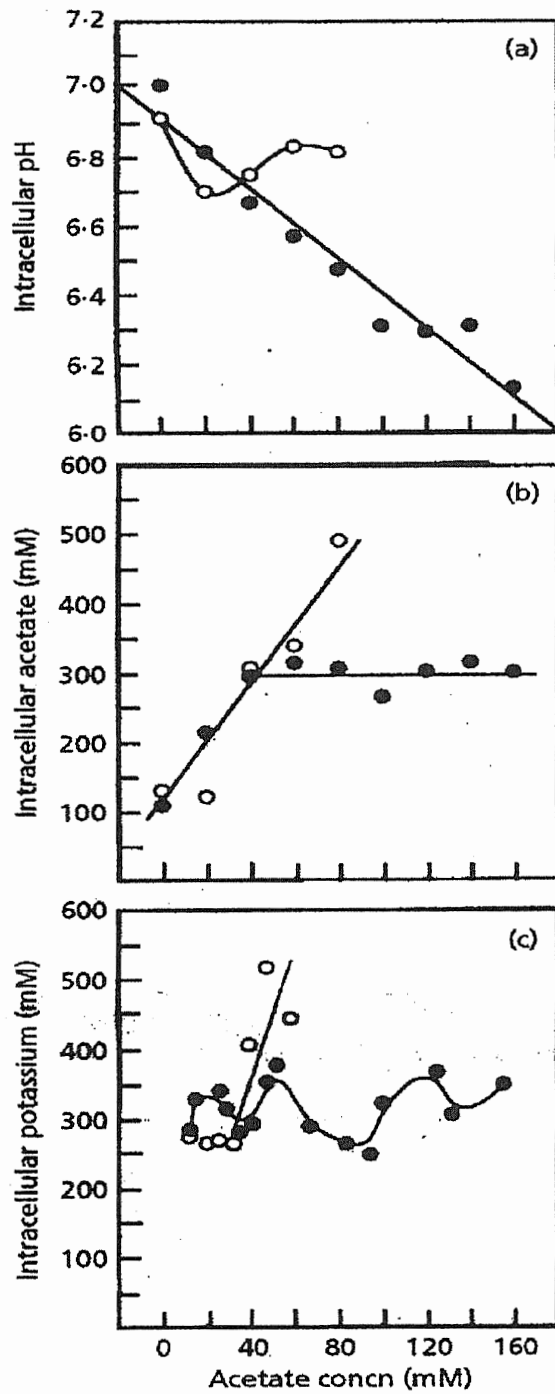 7·2
(a)
7·0
6·8
6·6
6·4
6·2
6·0
Intracellular pH
600
(b)
500
400
300
200
100
Intracellular acetate (mM)
600
(c)
500
400
300
200
100
Intracellular potassium (mM)
0 40 80 120 160
Acetate concn (mM)